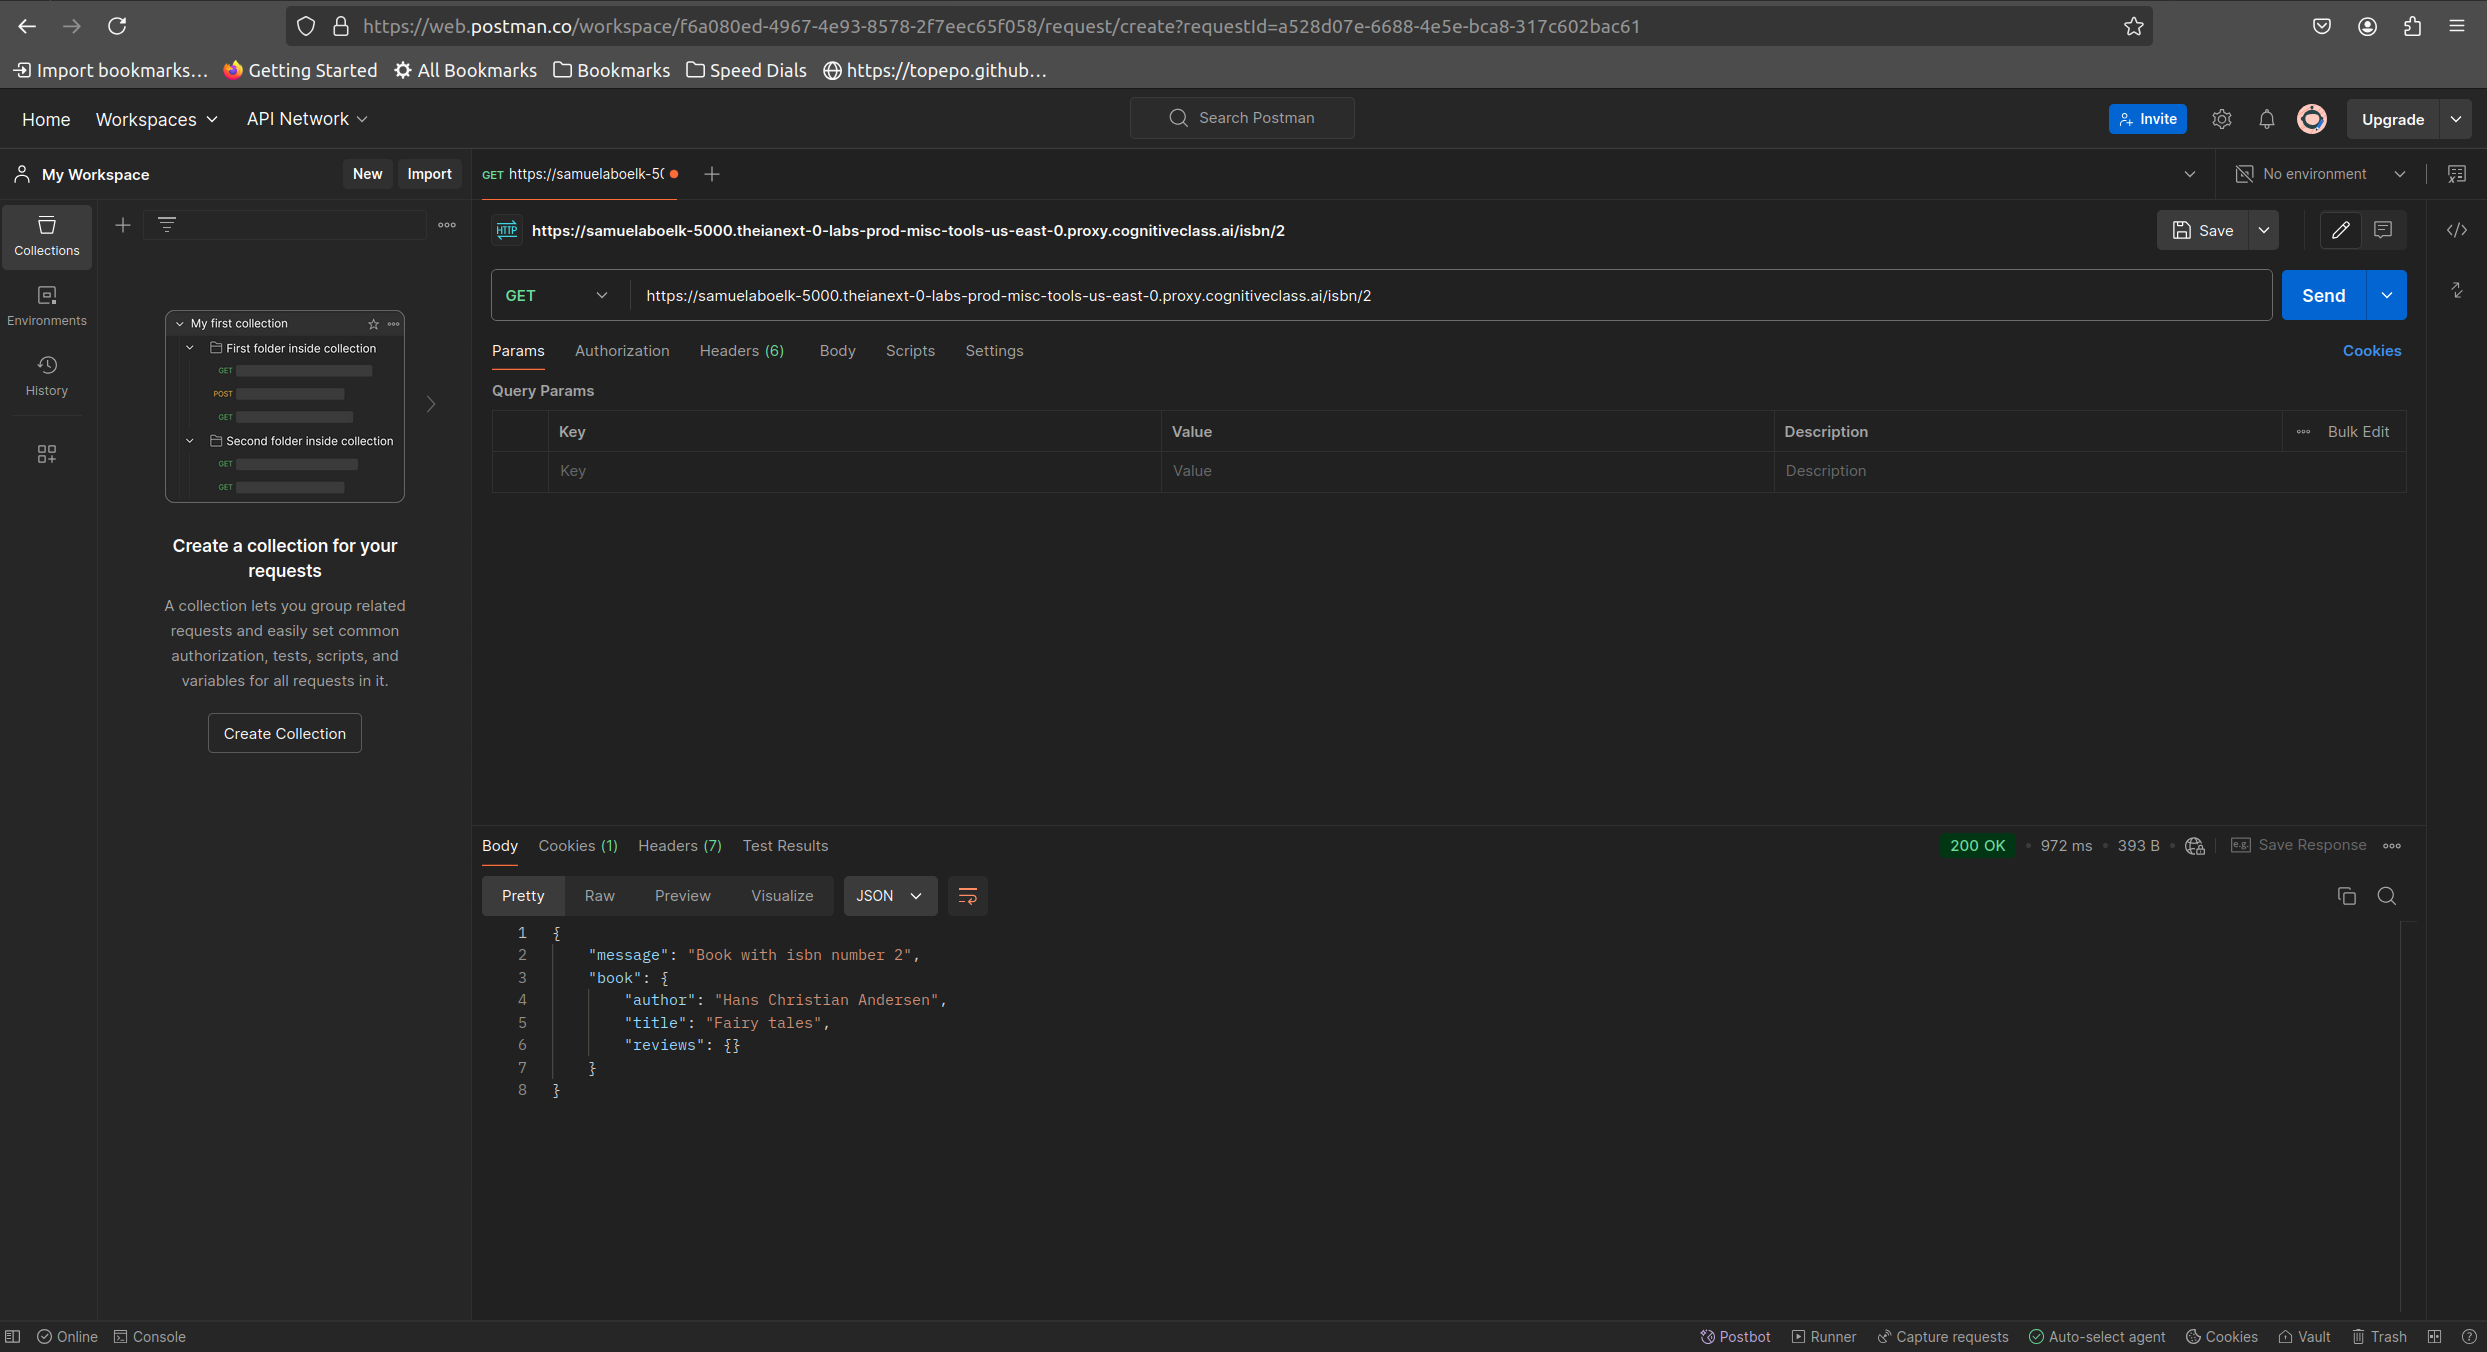 https://web.postman.co/workspace/f6a080ed-4967-4e93-8578-2f7eec65f058/request/create?requestId=a528d07e-6688-4e5e-bca8-317c602bac61
Import bookmarks… Getting Started All Bookmarks Bookmarks Speed Dials https://topepo.github…
Home Workspaces API Network Search Postman Invite Upgrade
My Workspace New Import GET https://samuelaboelk-50 No environment
Collections
HTTP https://samuelaboelk-5000.theianext-0-labs-prod-misc-tools-us-east-0.proxy.cognitiveclass.ai/isbn/2 Save
Environments
GET https://samuelaboelk-5000.theianext-0-labs-prod-misc-tools-us-east-0.proxy.cognitiveclass.ai/isbn/2 Send
History
My first collection
First folder inside collection
GET
POST
GET
Second folder inside collection
GET
GET
Create a collection for your
requests
A collection lets you group related
requests and easily set common
authorization, tests, scripts, and
variables for all requests in it.
Create Collection
Params Authorization Headers (6) Body Scripts Settings Cookies
Query Params
Key Value Description Bulk Edit
Key Value Description
Body Cookies (1) Headers (7) Test Results 200 OK • 972 ms • 393 B • e.g. Save Response
Pretty Raw Preview Visualize JSON
1 {
2 "message": "Book with isbn number 2",
3 "book": {
4 "author": "Hans Christian Andersen",
5 "title": "Fairy tales",
6 "reviews": {}
7 }
8 }
Online Console Postbot Runner Capture requests Auto-select agent Cookies Vault Trash